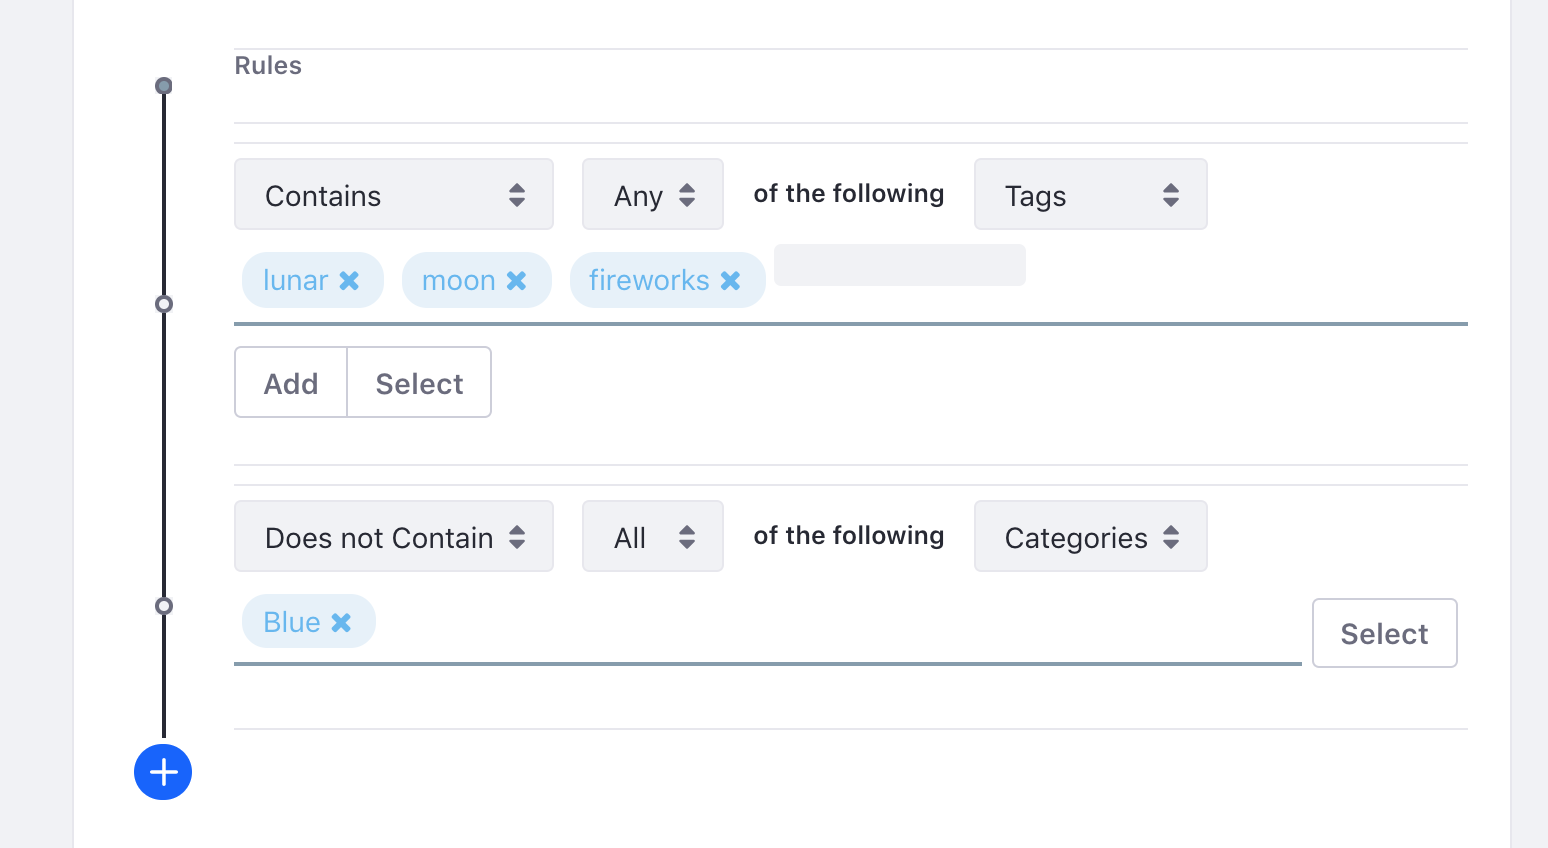 Rules
Contains Any of the following Tags
lunar moon fireworks
Add Select
Does not Contain All of the following Categories
Blue Select